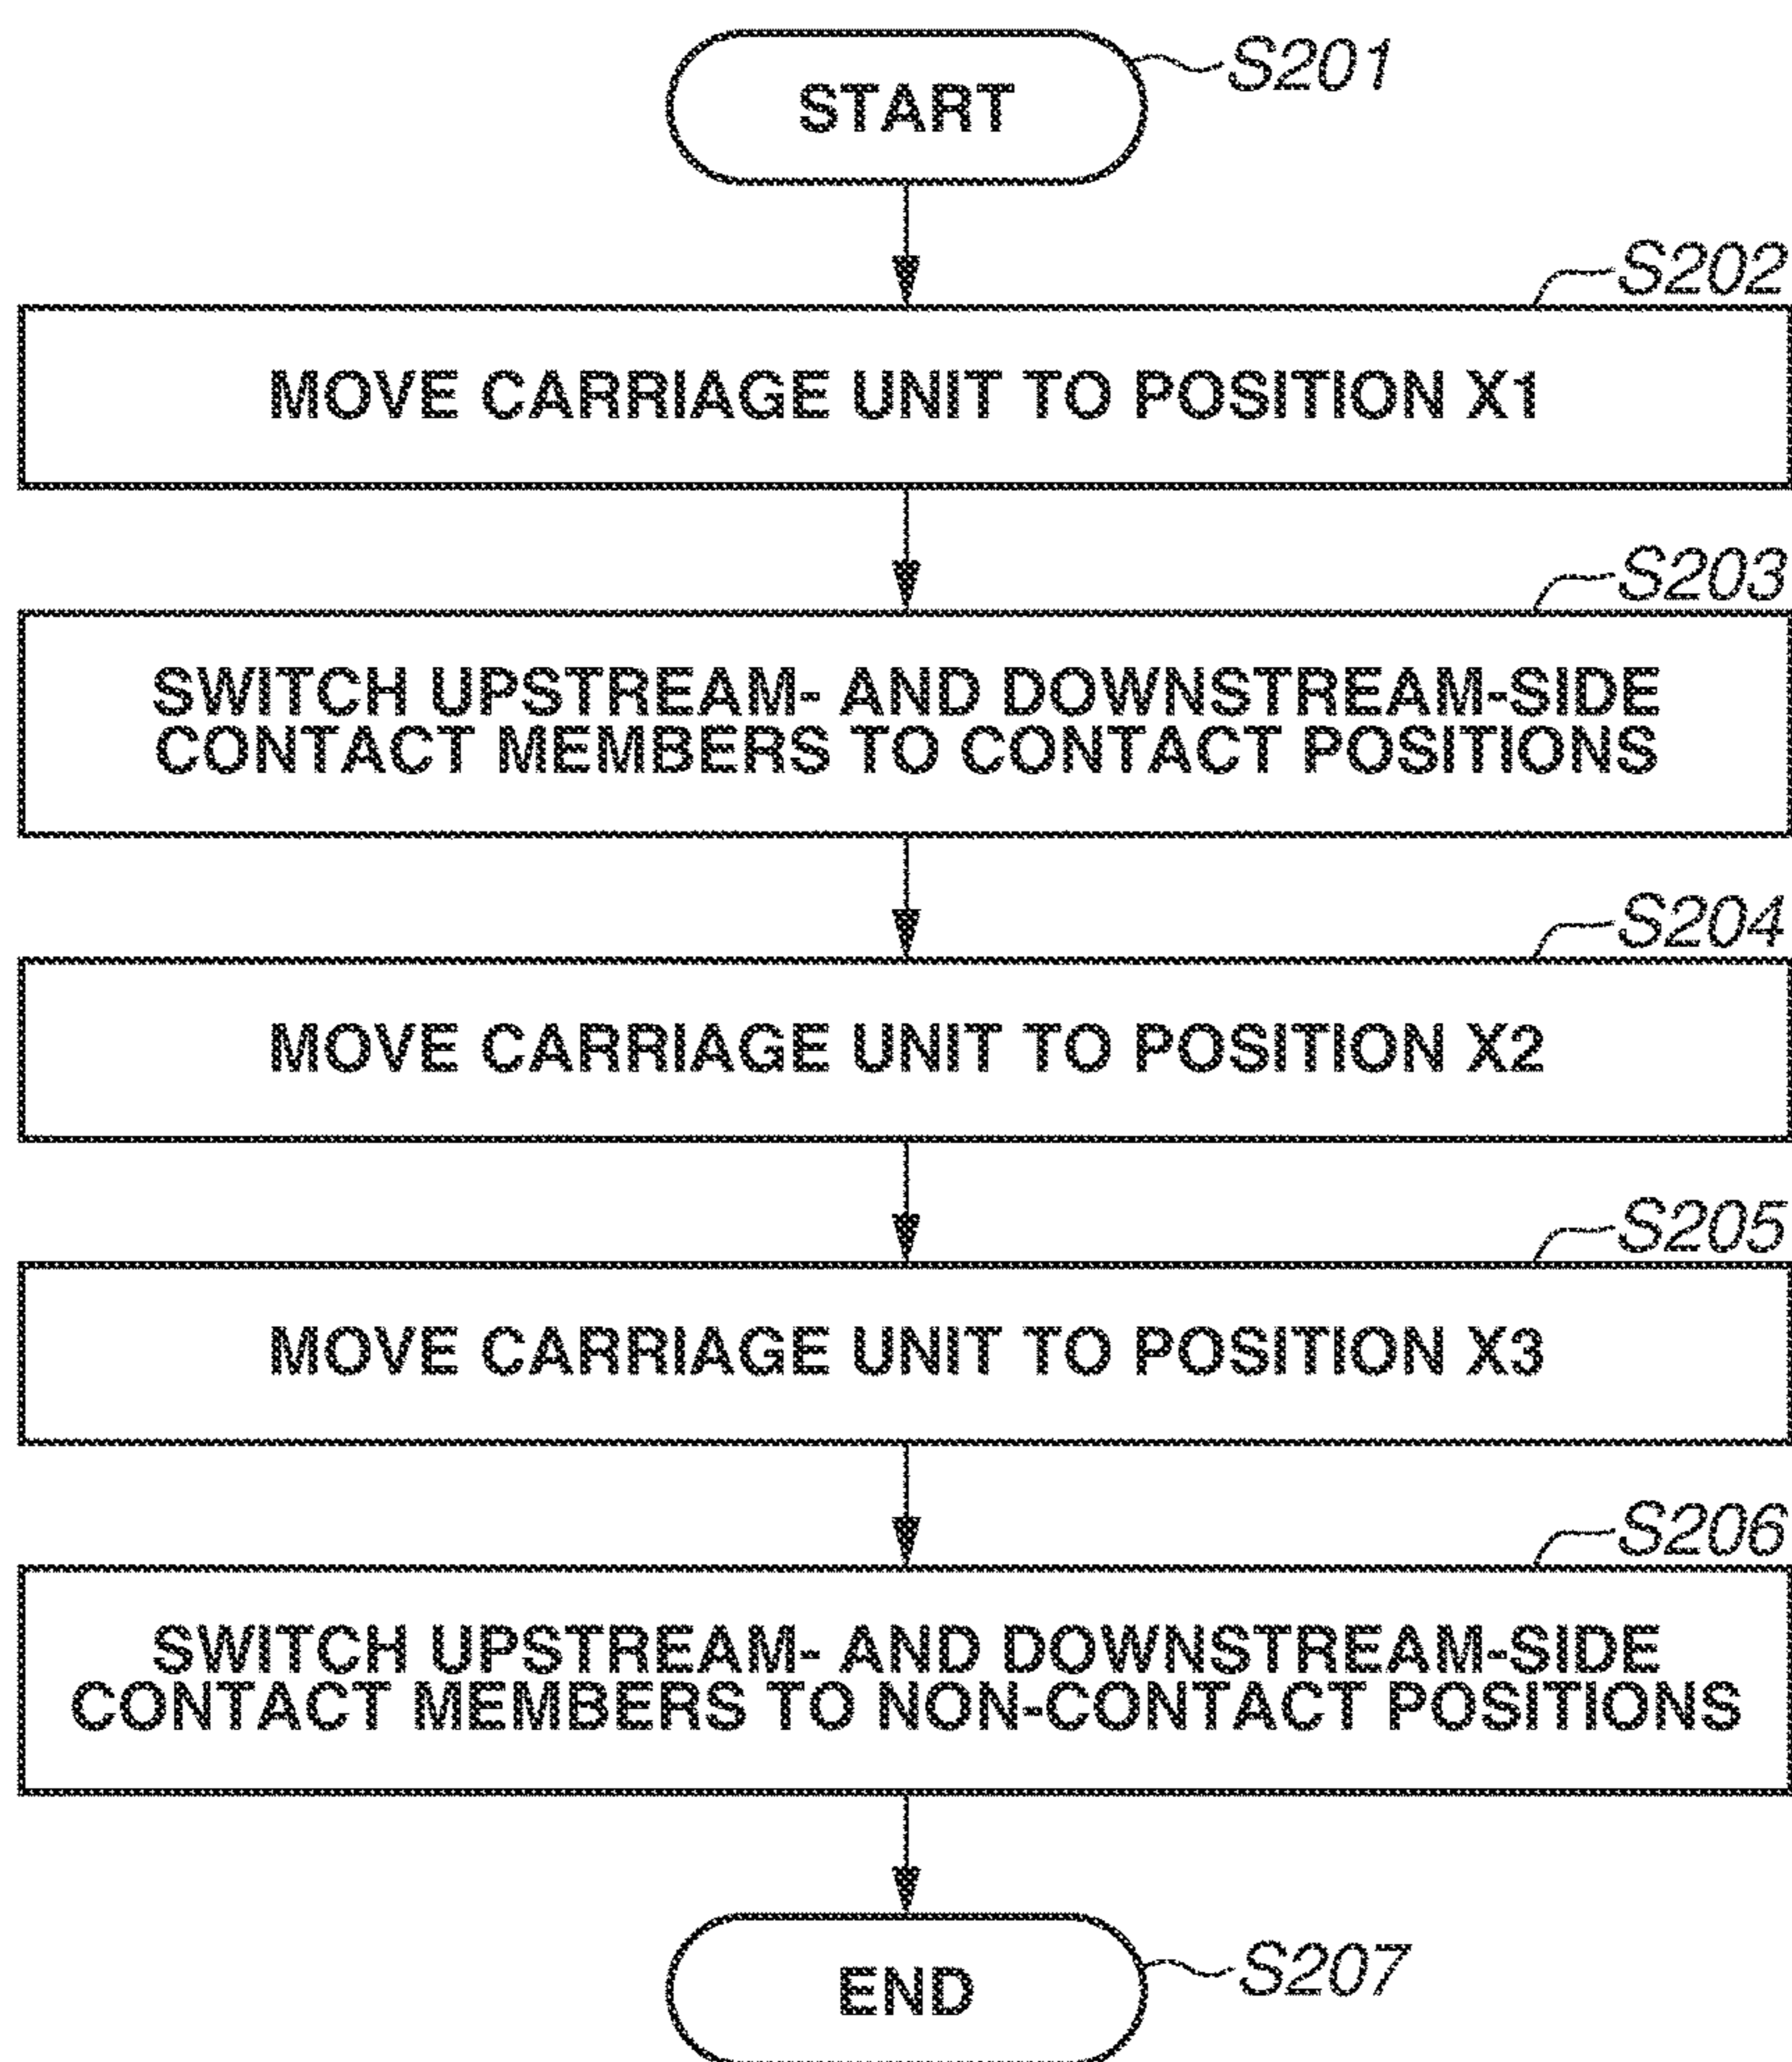 START
S201
S202
MOVE CARRIAGE UNIT TO POSITION X1
S203
SWITCH UPSTREAM- AND DOWNSTREAM-SIDE
CONTACT MEMBERS TO CONTACT POSITIONS
S204
MOVE CARRIAGE UNIT TO POSITION X2
S205
MOVE CARRIAGE UNIT TO POSITION X3
S206
SWITCH UPSTREAM- AND DOWNSTREAM-SIDE
CONTACT MEMBERS TO NON-CONTACT POSITIONS
END
S207